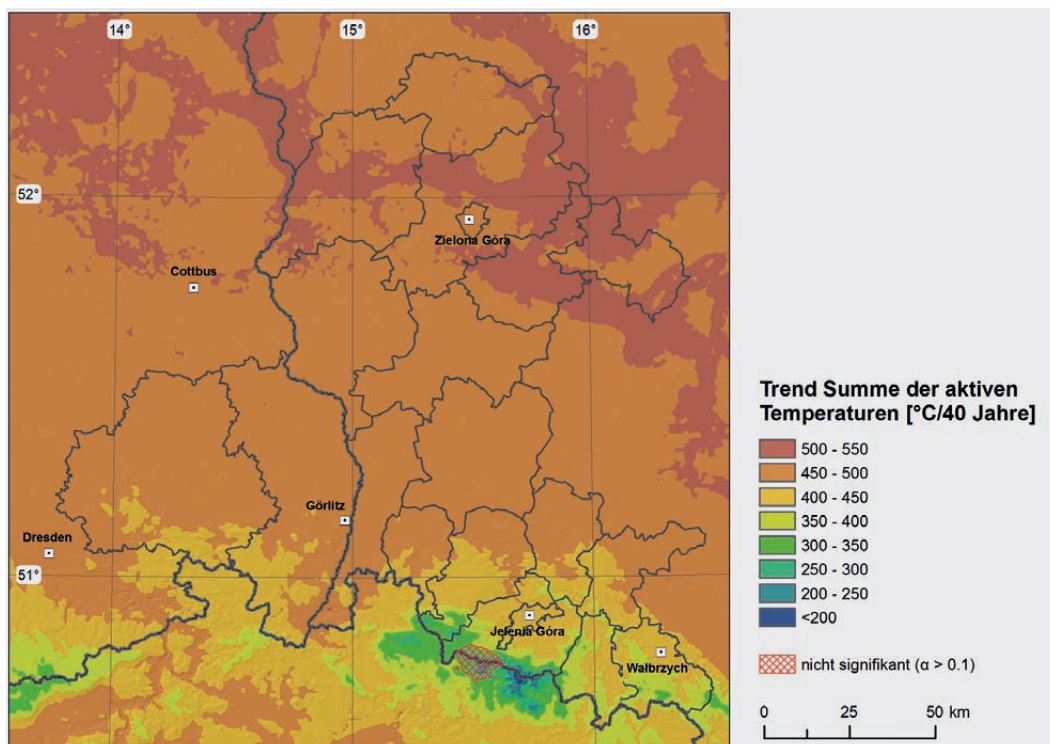 14°
15°
16°
52°
Zielona Góra
Cottbus
Görlitz
Dresden
51°
Jelenia Góra
Wałbrzych
Trend Summe der aktiven
Temperaturen [°C/40 Jahre]
500 - 550
450 - 500
400 - 450
350 - 400
300 - 350
250 - 300
200 - 250
<200
nicht signifikant (α > 0.1)
0 25 50 km